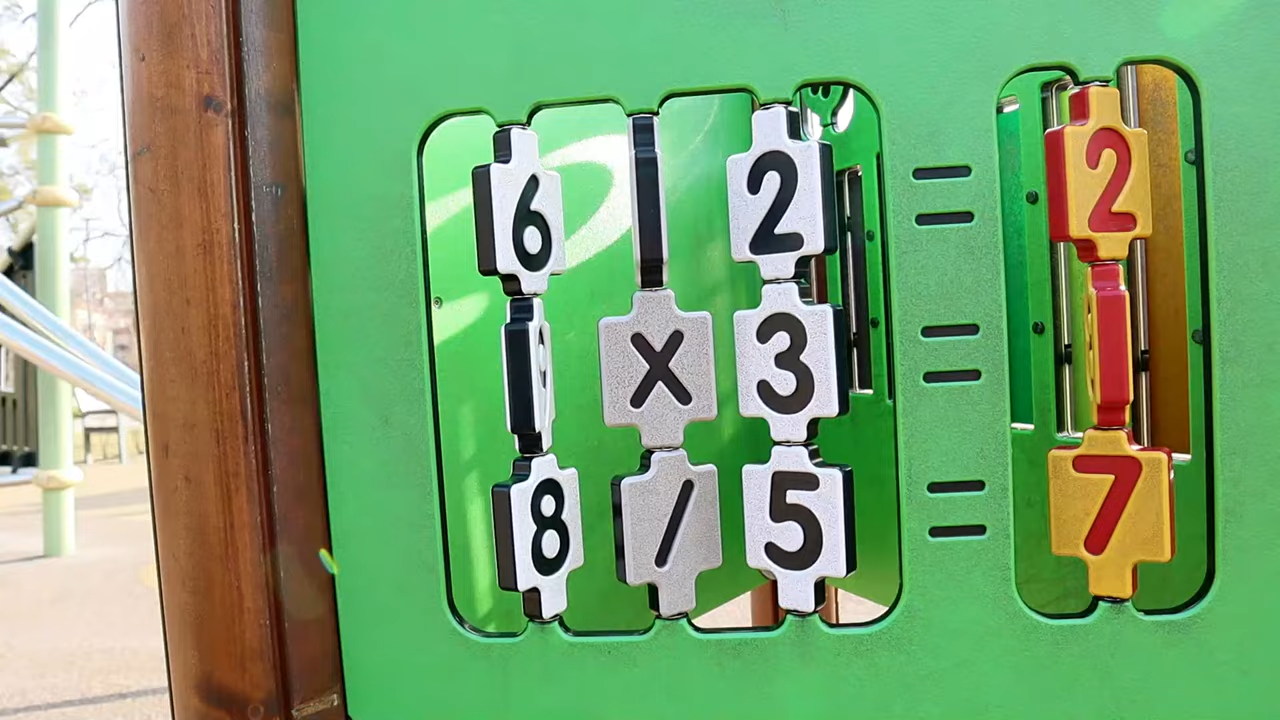 6 2 = 2
x 3 =
8 / 5 = 7